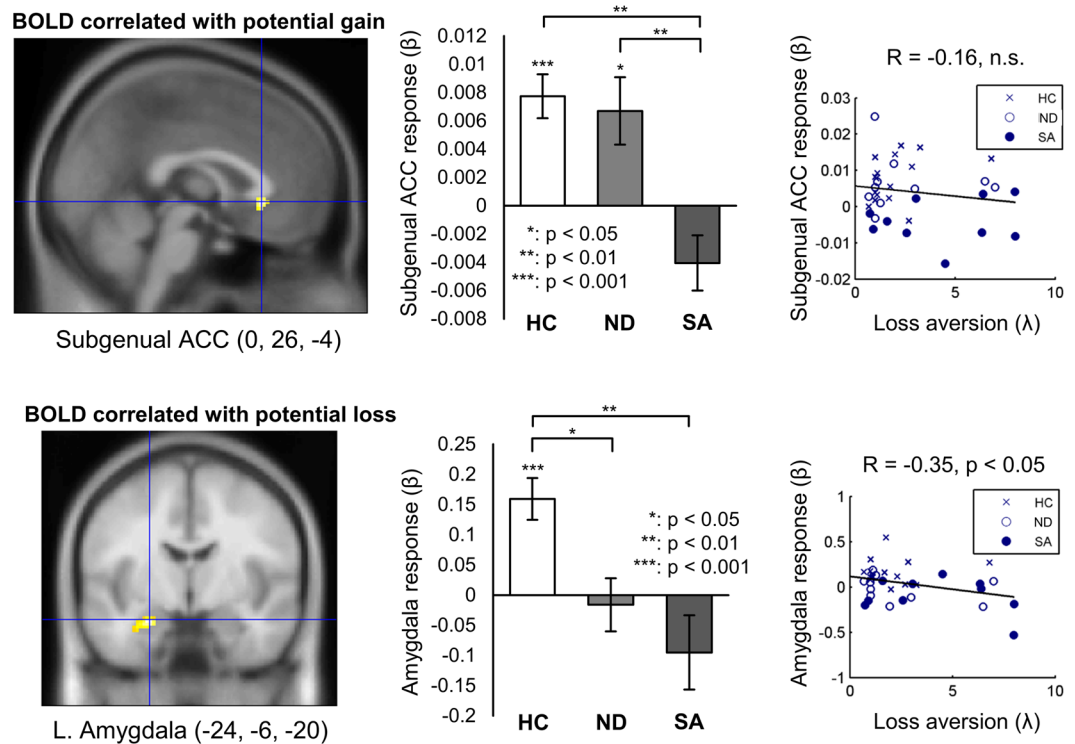 BOLD correlated with potential gain
Subgenual ACC (0, 26, -4)
Subgenual ACC response (β)
0.012
0.01
0.008
0.006
0.004
0.002
0
-0.002
-0.004
-0.006
-0.008
**
**
***
*
*: p < 0.05
**: p < 0.01
***: p < 0.001
HC ND SA
R = -0.16, n.s.
Subgenual ACC response (β)
0.03
0.02
0.01
0
-0.01
-0.02
0 5 10
HC
ND
SA
Loss aversion (λ)
BOLD correlated with potential loss
L. Amygdala (-24, -6, -20)
Amygdala response (β)
0.25
0.2
0.15
0.1
0.05
0
-0.05
-0.1
-0.15
-0.2
**
*
***
*: p < 0.05
**: p < 0.01
***: p < 0.001
HC ND SA
R = -0.35, p < 0.05
Amygdala response (β)
1
0.5
0
-0.5
-1
0 5 10
HC
ND
SA
Loss aversion (λ)